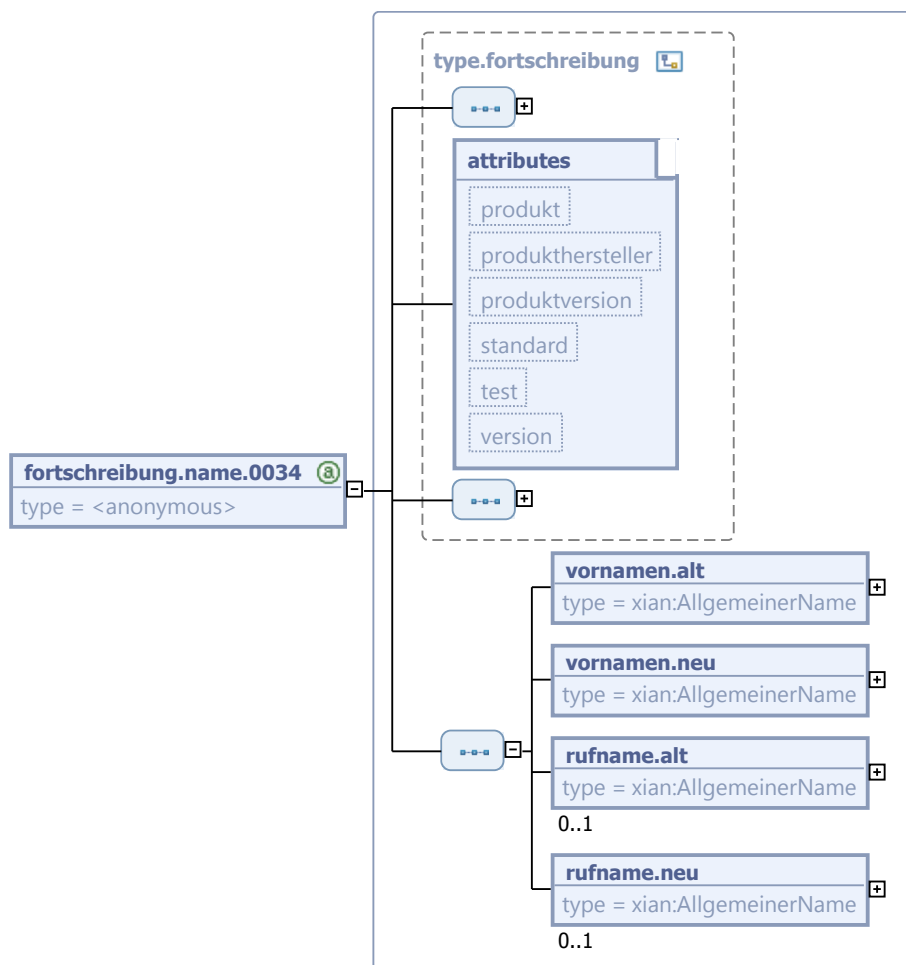 type.fortschreibung
attributes
produkt
produkthersteller
produktversion
standard
test
version
fortschreibung.name.0034 a
type = <anonymous>
vornamen.alt
type = xian:AllgemeinerName
vornamen.neu
type = xian:AllgemeinerName
rufname.alt
type = xian:AllgemeinerName
0..1
rufname.neu
type = xian:AllgemeinerName
0..1